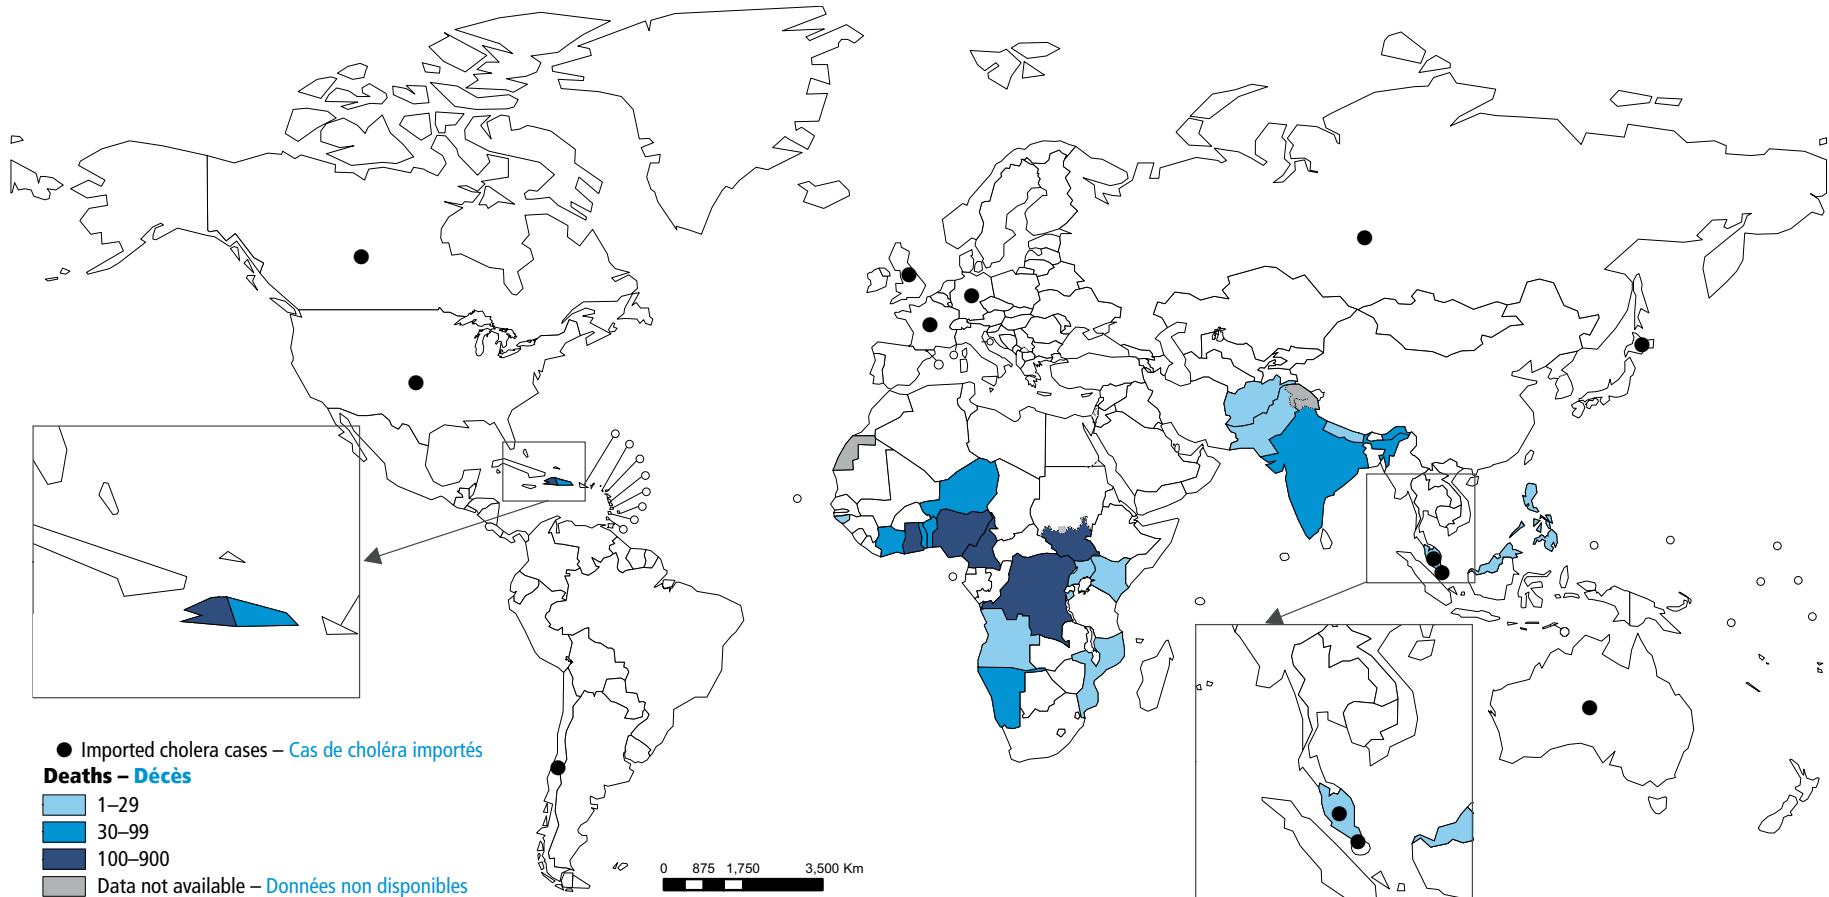 Imported cholera cases – Cas de choléra importés
Deaths – Décès
1–29
30–99
100–900
Data not available – Données non disponibles
0 875 1,750 3,500 Km